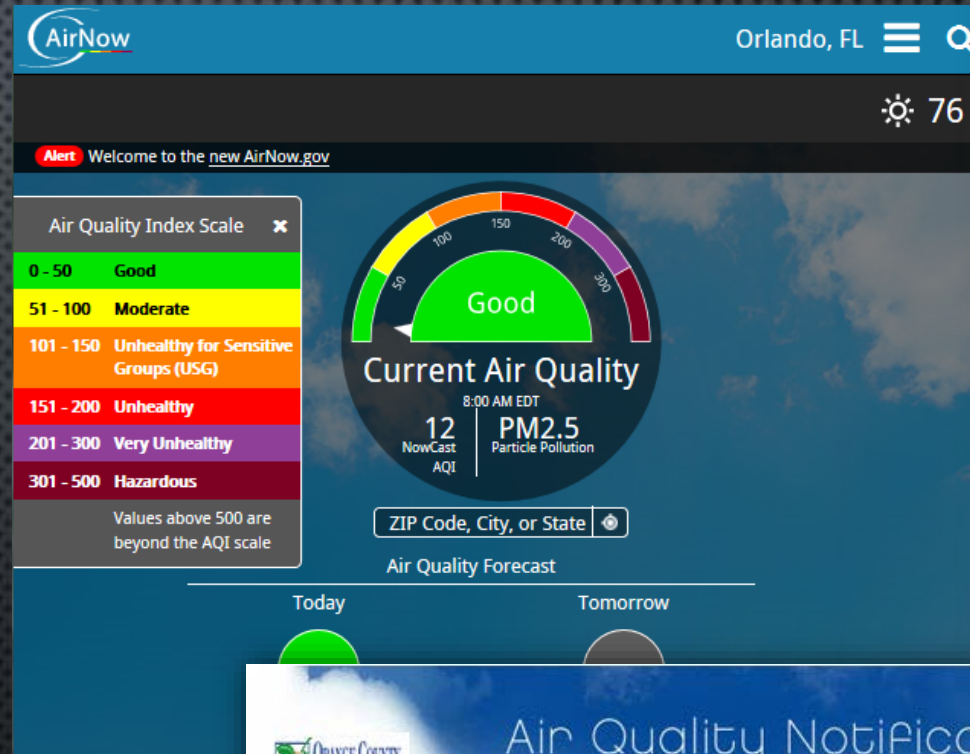 AirNow
Orlando, FL
76
Alert Welcome to the new AirNow.gov
Air Quality Index Scale ✖
0 - 50 Good
51 - 100 Moderate
101 - 150 Unhealthy for Sensitive
Groups (USG)
151 - 200 Unhealthy
201 - 300 Very Unhealthy
301 - 500 Hazardous
Values above 500 are
beyond the AQI scale
50 100 150 200 300
Good
Current Air Quality
8:00 AM EDT
12 PM2.5
NowCast Particle Pollution
AQI
ZIP Code, City, or State
Air Quality Forecast
Today Tomorrow
Air Quality Notifica
ORANGE COUNTY